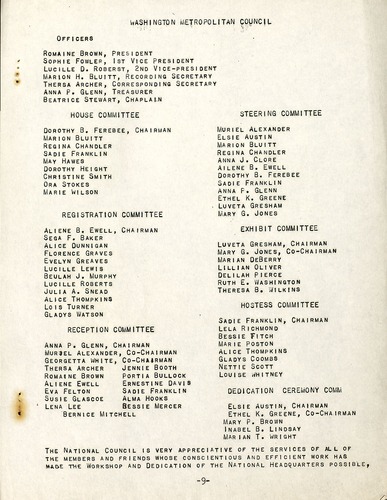 WASHINGTON METROPOLITAN COUNCIL
OFFICERS
ROMAINE BROWN, PRESIDENT
SOPHIE FOWLER, 1ST VICE PRESIDENT
LUCILLE D. ROBERST, 2ND VICE-PRESIDENT
MARION H. BLUITT, RECORDING SECRETARY
THERSA ARCHER, CORRESPONDING SECRETARY
ANNA P. GLENN, TREASURER
BEATRICE STEWART, CHAPLAIN
HOUSE COMMITTEE
DOROTHY B. FEREBEE, CHAIRMAN
MARION BLUITT
REGINA CHANDLER
SADIE FRANKLIN
MAY HAWES
DOROTHY HEIGHT
CHRISTINE SMITH
ORA STOKES
MARIE WILSON
REGISTRATION COMMITTEE
ALIENE B. EWELL, CHAIRMAN
SEGA F. BAKER
ALICE DUNNIGAN
FLORENCE GRAVES
EVELYN GREAVES
LUCILLE LEWIS
BEULAH J. MURPHY
LUCILLE ROBERTS
JULIA A. SNEAD
ALICE THOMPKINS
LOIS TURNER
GLADYS WATSON
RECEPTION COMMITTEE
ANNA P. GLENN, CHAIRMAN
MURIEL ALEXANDER, CO-CHAIRMAN
GEORGETTA WHITE, CO-CHAIRMAN
THERSA ARCHER JENNIE BOOTH
ROMAINE BROWN PORTIA BULLOCK
ALIENE EWELL ERNESTINE DAVIS
EVA FELTON SADIE FRANKLIN
SUSIE GLASCOE ALMA HOOKS
LENA LEE BESSIE MERCER
BERNICE MITCHELL
STEERING COMMITTEE
MURIEL ALEXANDER
ELSIE AUSTIN
MARION BLUITT
REGINA CHANDLER
ANNA J. CLORE
AILENE B. EWELL
DOROTHY B. FEREBEE
SADIE FRANKLIN
ANNA P. GLENN
ETHEL K. GREENE
LUVETA GRESHAM
MARY G. JONES
EXHIBIT COMMITTEE
LUVETA GRESHAM, CHAIRMAN
MARY G. JONES, CO-CHAIRMAN
MARIAN DEBERRY
LILLIAN OLIVER
DELILAH PIERCE
RUTH E. WASHINGTON
THERESA B. WILKINS
HOSTESS COMMITTEE
SADIE FRANKLIN, CHAIRMAN
LELA RICHMOND
BESSIE FITCH
MARIE POSTON
ALICE THOMPKINS
GLADYS COOMBS
NETTIE SCOTT
LOUISE WHITNEY
DEDICATION CEREMONY COMM
ELSIE AUSTIN, CHAIRMAN
ETHEL K. GREENE, CO-CHAIRMAN
MARY P. BROWN
INABEL B. LINDSAY
MARIAN T. WRIGHT
THE NATIONAL COUNCIL IS VERY APPRECIATIVE OF THE SERVICES OF ALL OF
THE MEMBERS AND FRIENDS WHOSE CONSCIENTIOUS AND EFFICIENT WORK HAS
MADE THE WORKSHOP AND DEDICATION OF THE NATIONAL HEADQUARTERS POSSIBLE,
-9-